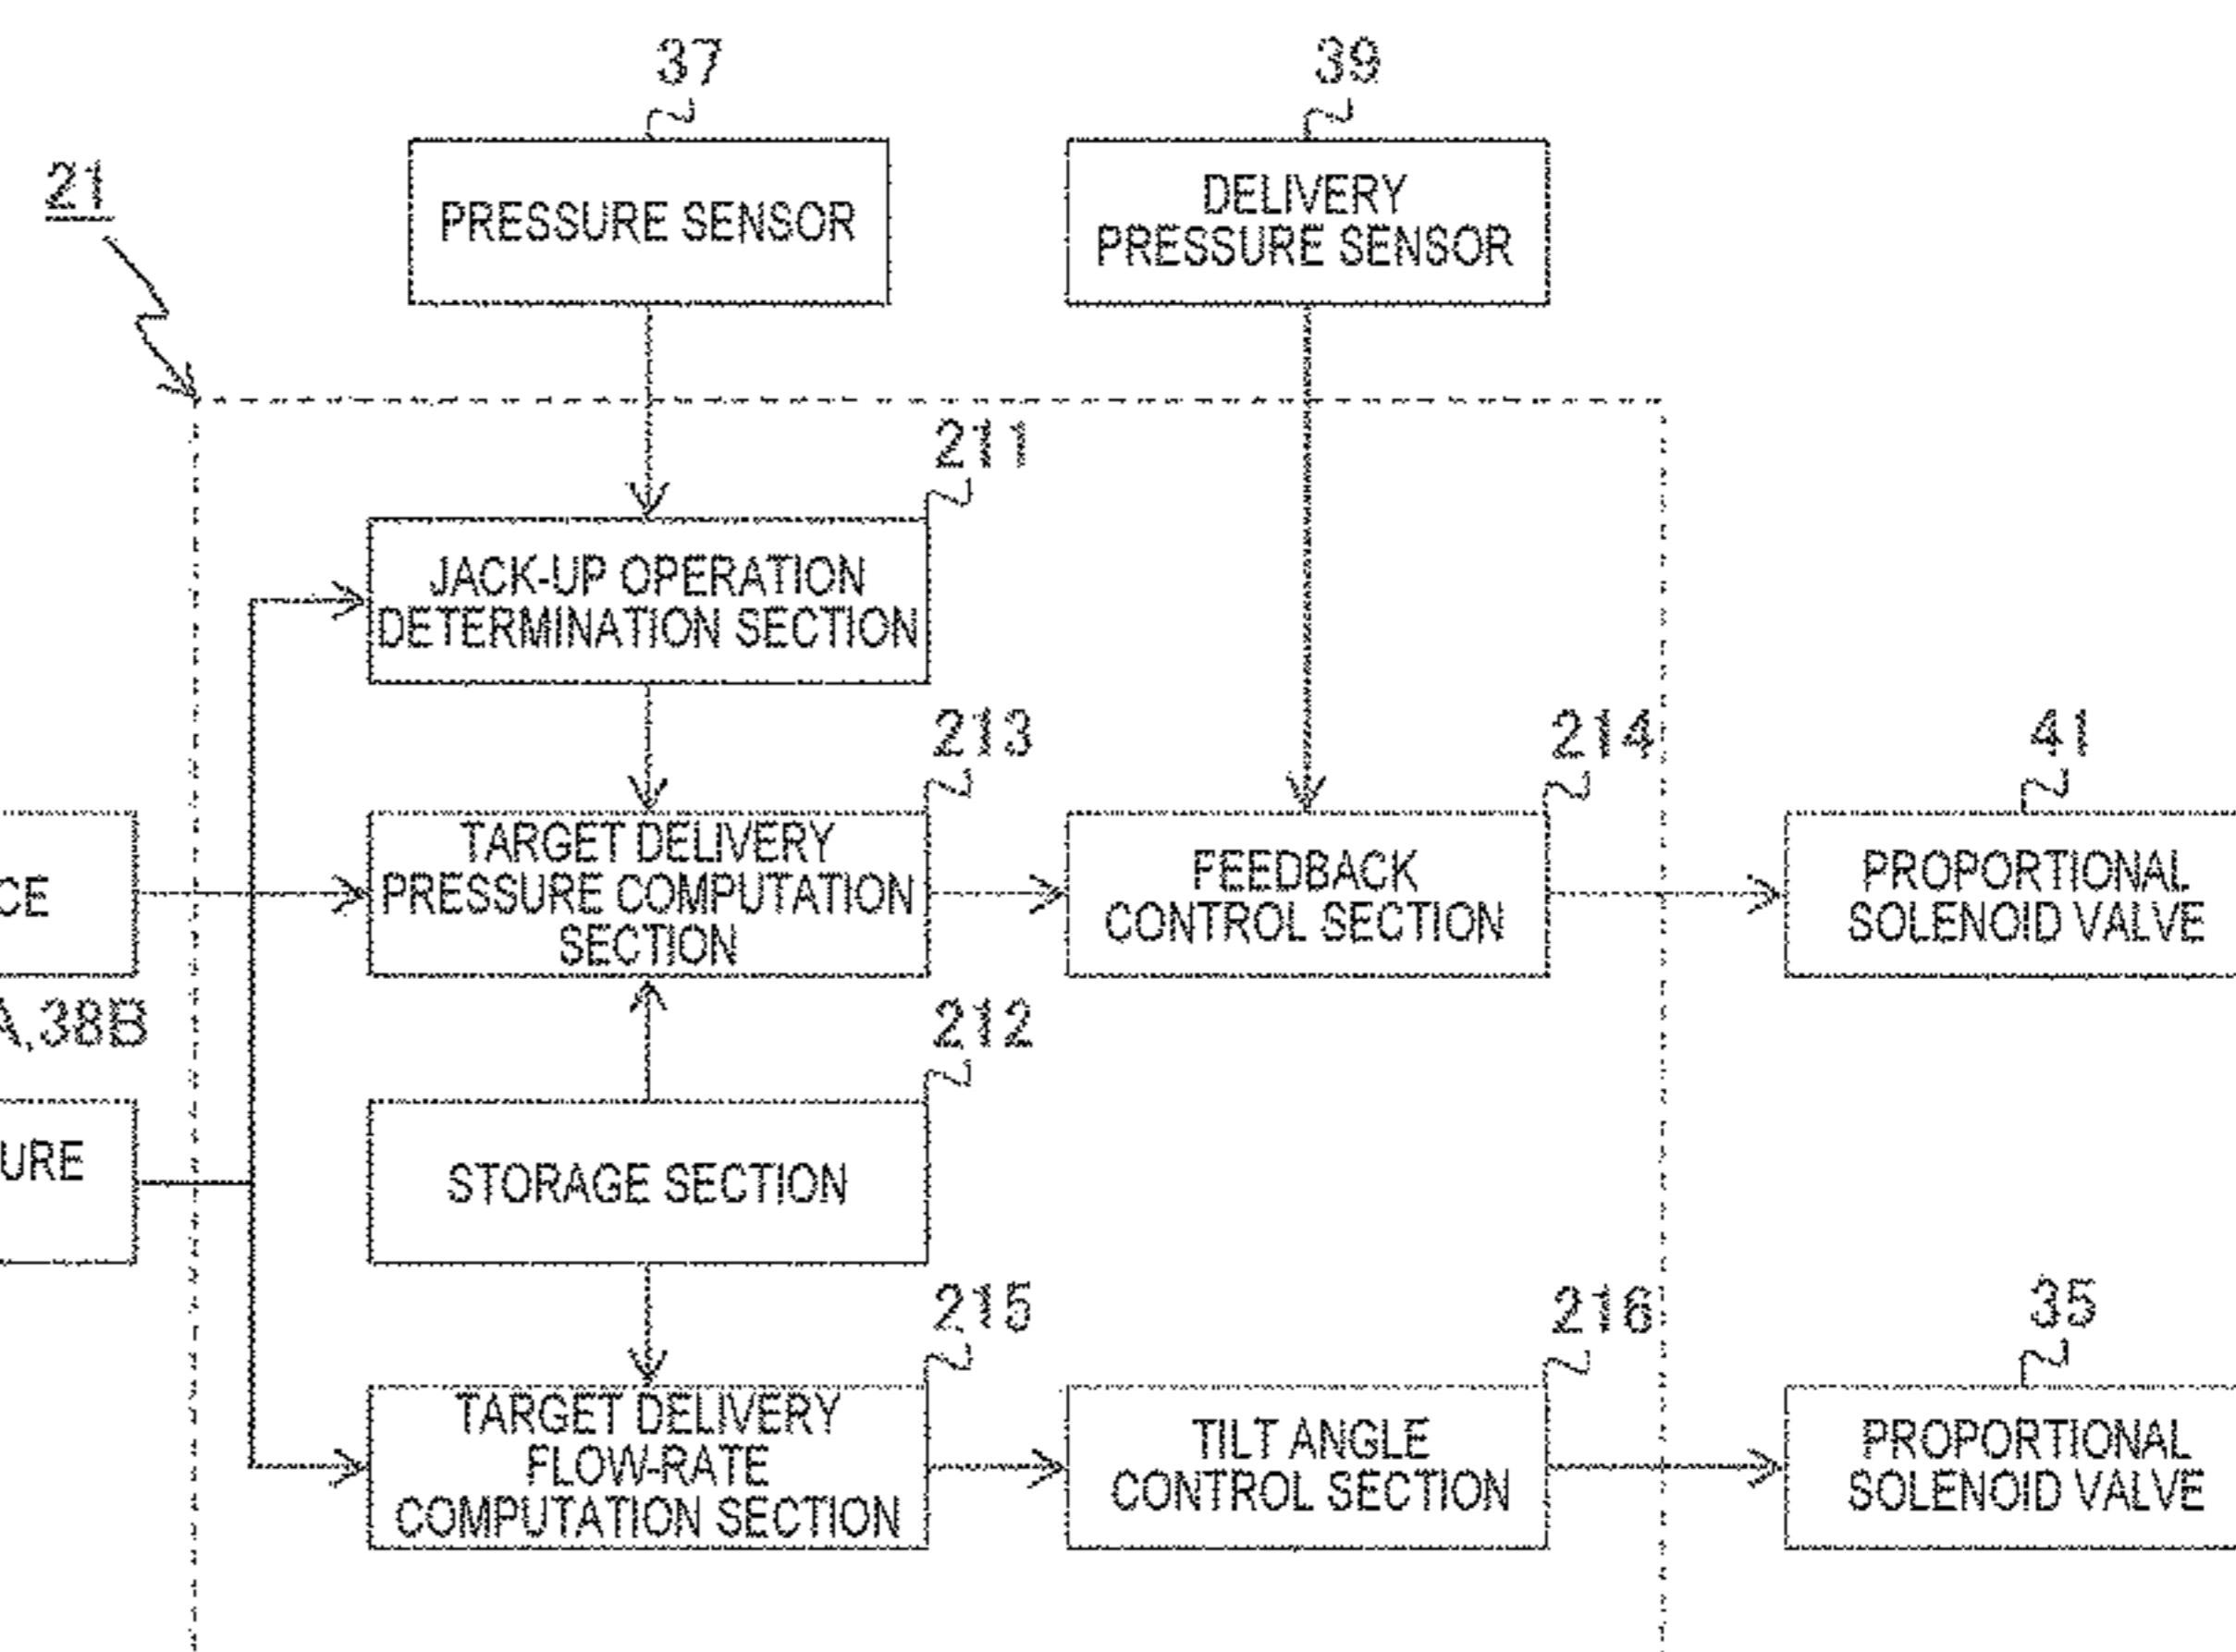 37
39
21
PRESSURE SENSOR
DELIVERY
PRESSURE SENSOR
211
JACK-UP OPERATION
DETERMINATION SECTION
213
214
41
CE
TARGET DELIVERY
PRESSURE COMPUTATION
SECTION
FEEDBACK
CONTROL SECTION
PROPORTIONAL
SOLENOID VALVE
A,38B
212
URE
STORAGE SECTION
215
216
35
TARGET DELIVERY
FLOW-RATE
COMPUTATION SECTION
TILT ANGLE
CONTROL SECTION
PROPORTIONAL
SOLENOID VALVE